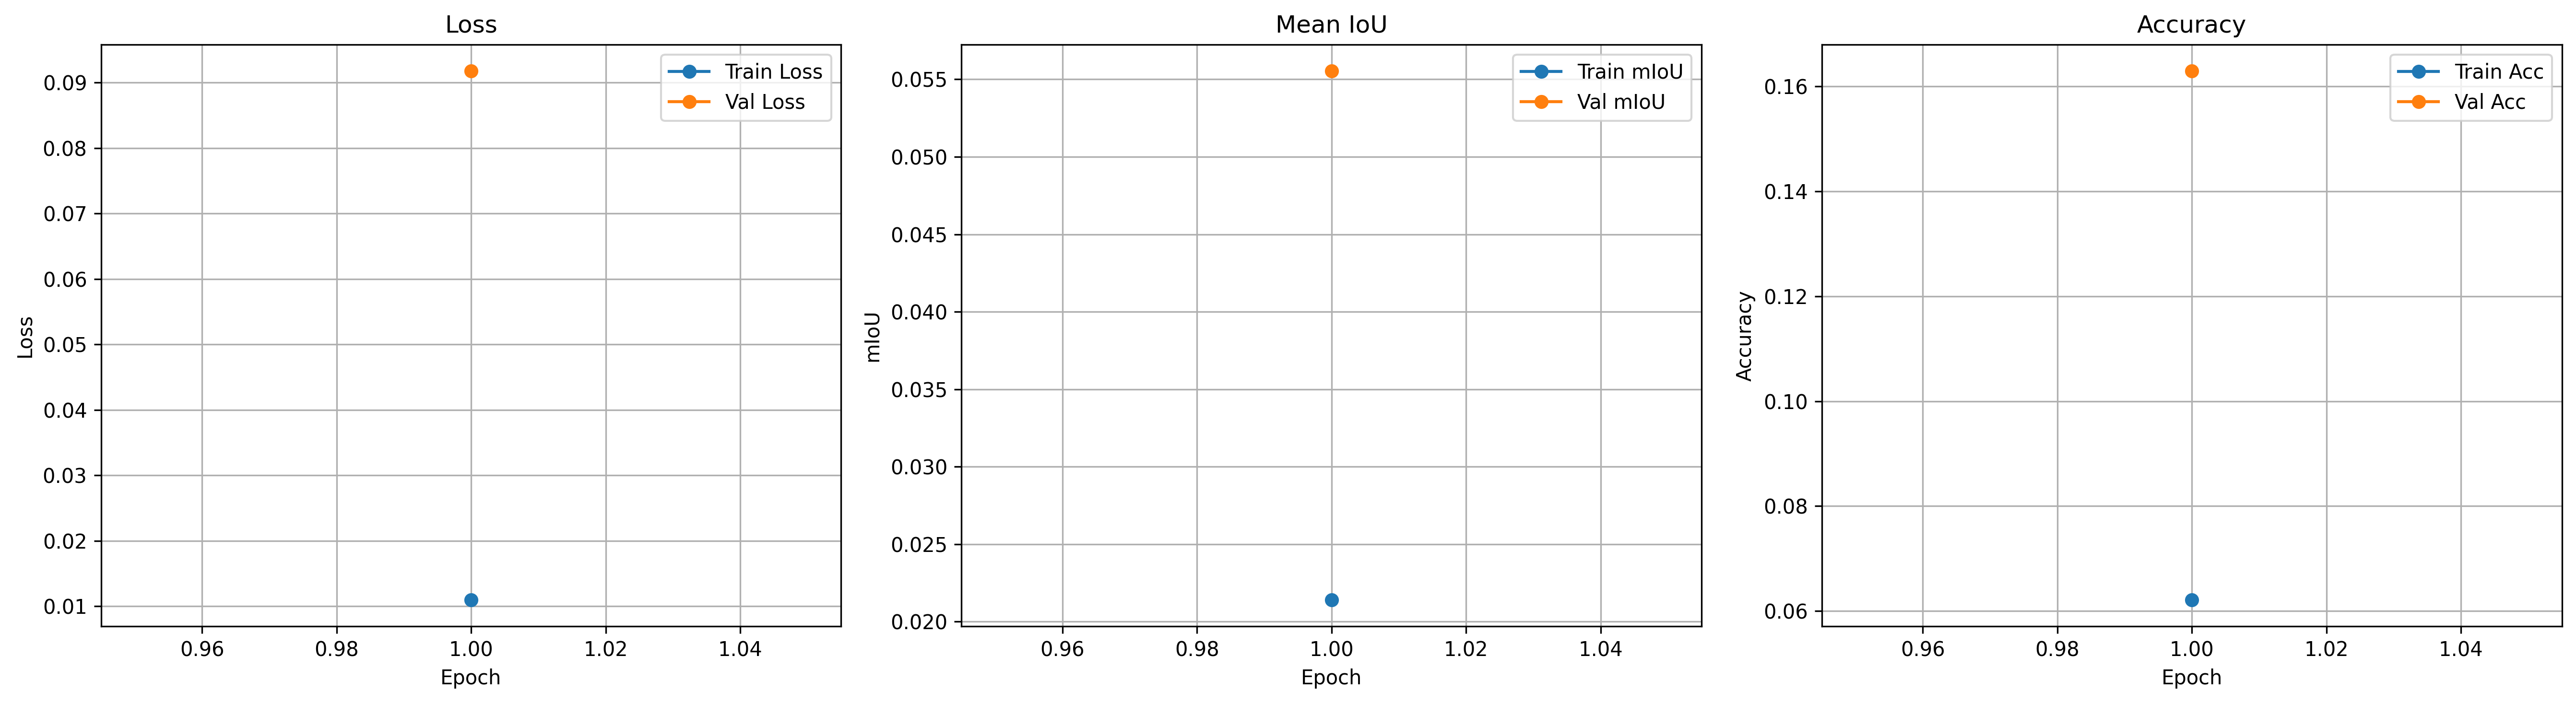 Loss
Train Loss
Val Loss
0.09
0.08
0.07
0.06
0.05
0.04
0.03
0.02
0.01
Loss
0.96 0.98 1.00 1.02 1.04
Epoch
Mean IoU
Train mIoU
Val mIoU
0.055
0.050
0.045
0.040
0.035
0.030
0.025
0.020
mIoU
0.96 0.98 1.00 1.02 1.04
Epoch
Accuracy
Train Acc
Val Acc
0.16
0.14
0.12
0.10
0.08
0.06
Accuracy
0.96 0.98 1.00 1.02 1.04
Epoch